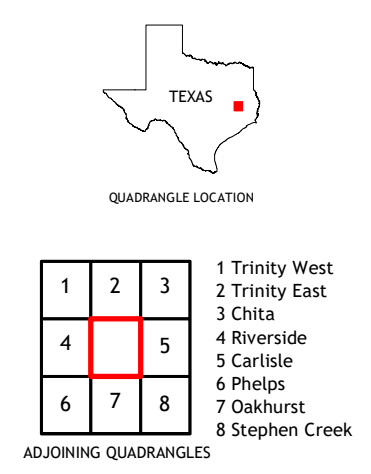 TEXAS
QUADRANGLE LOCATION
1 2 3
4 5
6 7 8
1 Trinity West
2 Trinity East
3 Chita
4 Riverside
5 Carlisle
6 Phelps
7 Oakhurst
8 Stephen Creek
ADJOINING QUADRANGLES